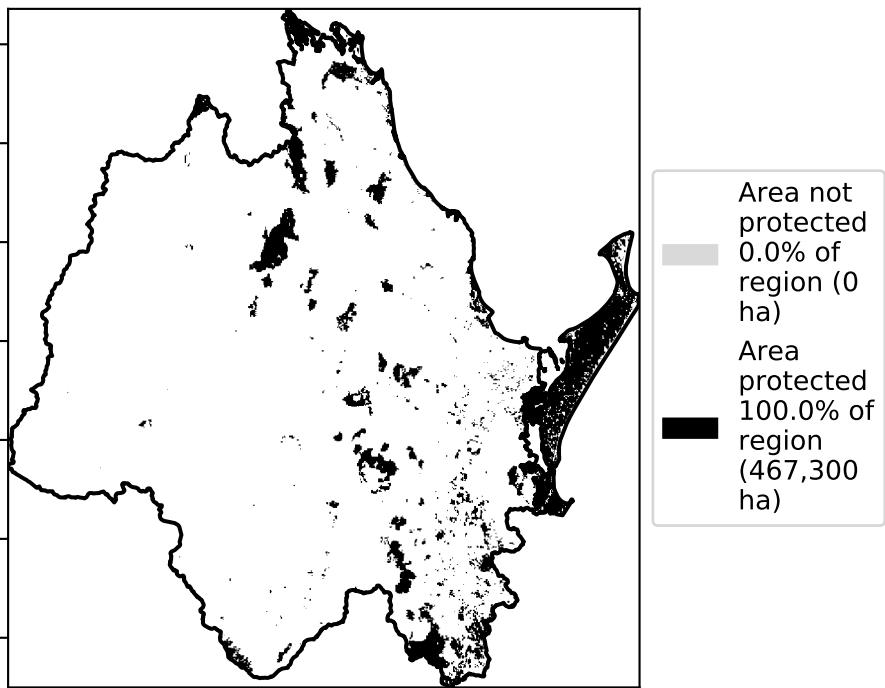 Area not
protected
0.0% of
region (0
ha)
Area
protected
100.0% of
region
(467,300
ha)